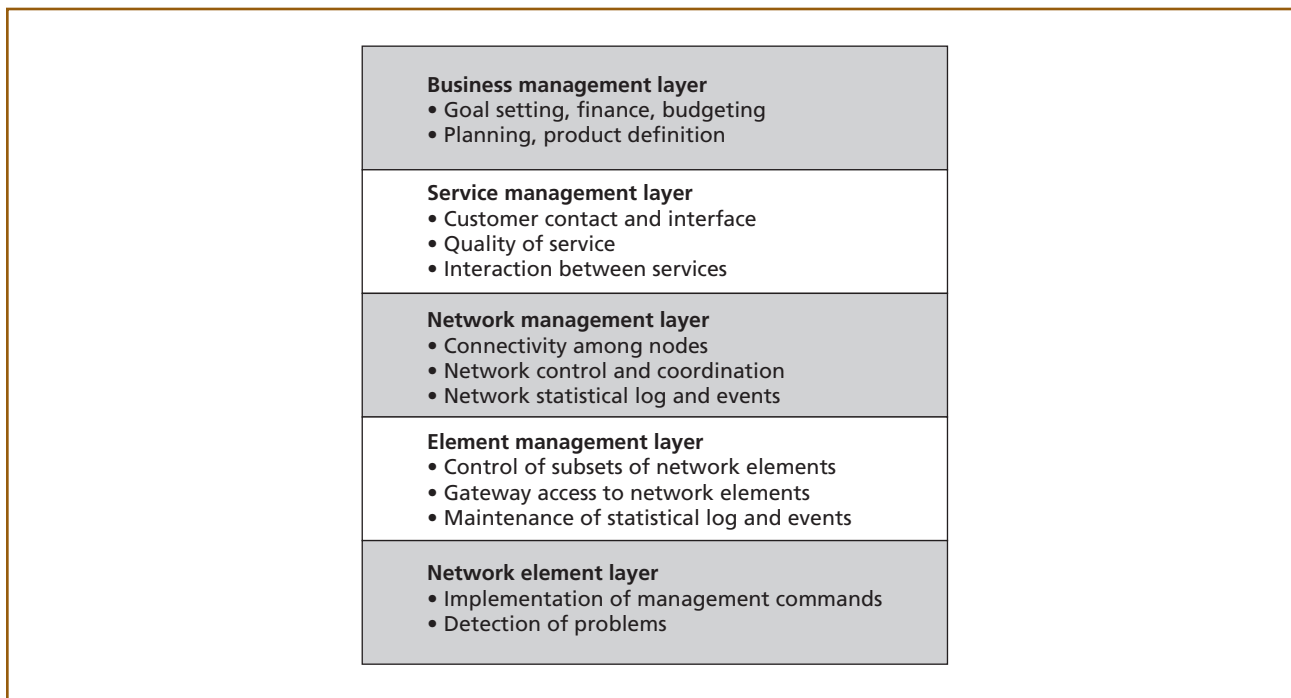 Business management layer
• Goal setting, finance, budgeting
• Planning, product definition
Service management layer
• Customer contact and interface
• Quality of service
• Interaction between services
Network management layer
• Connectivity among nodes
• Network control and coordination
• Network statistical log and events
Element management layer
• Control of subsets of network elements
• Gateway access to network elements
• Maintenance of statistical log and events
Network element layer
• Implementation of management commands
• Detection of problems